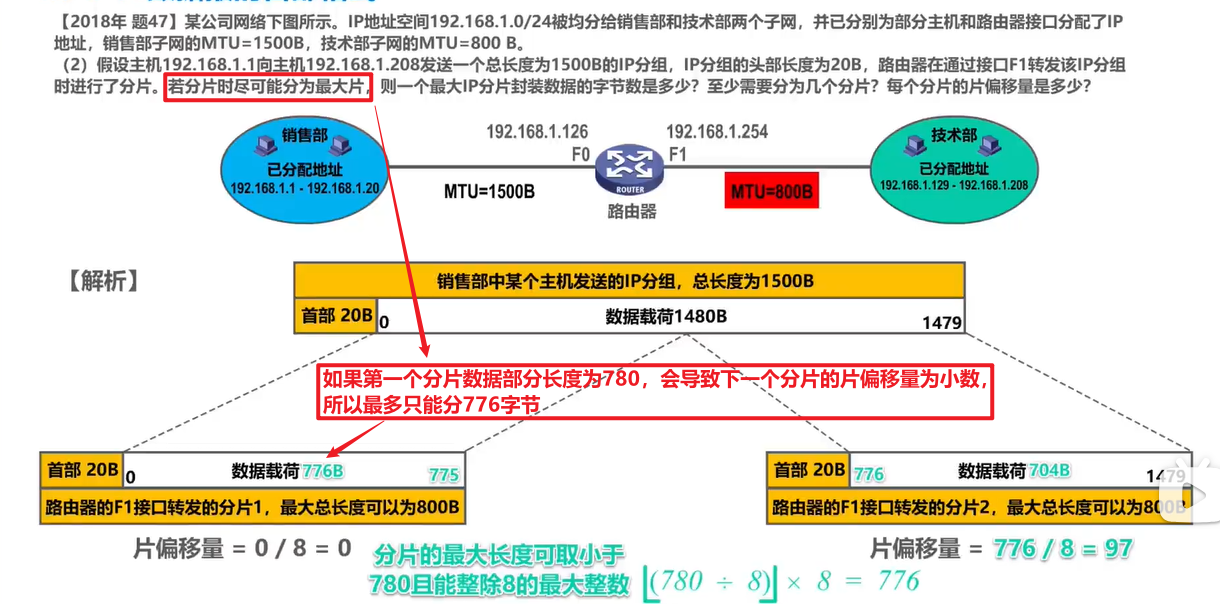 【2018年 题47】某公司网络下图所示。IP地址空间192.168.1.0/24被均分给销售部和技术部两个子网，并已分别为部分主机和路由器接口分配了IP
地址，销售部子网的MTU=1500B，技术部子网的MTU=800 B。
（2）假设主机192.168.1.1向主机192.168.1.208发送一个总长度为1500B的IP分组，IP分组的头部长度为20B，路由器在通过接口F1转发该IP分组
时进行了分片。若分片时尽可能分为最大片，则一个最大IP分片封装数据的字节数是多少？至少需要分为几个分片？每个分片的片偏移量是多少？
销售部
已分配地址
192.168.1.1 - 192.168.1.20
192.168.1.126
F0
MTU=1500B
ROUTER
路由器
192.168.1.254
F1
MTU=800B
技术部
已分配地址
192.168.1.129 - 192.168.1.208
【解析】
销售部中某个主机发送的IP分组，总长度为1500B
首部 20B
0
数据载荷1480B
1479
如果第一个分片数据部分长度为780，会导致下一个分片的片偏移量为小数，
所以最多只能分776字节
首部 20B
0
数据载荷776B
775
路由器的F1接口转发的分片1，最大总长度可以为800B
片偏移量 = 0 / 8 = 0
首部 20B
776
数据载荷704B
1479
路由器的F1接口转发的分片2，最大总长度可以为800B
片偏移量 = 776 / 8 = 97
分片的最大长度可取小于
780且能整除8的最大整数
⌊(780 ÷ 8)⌋ × 8 = 776